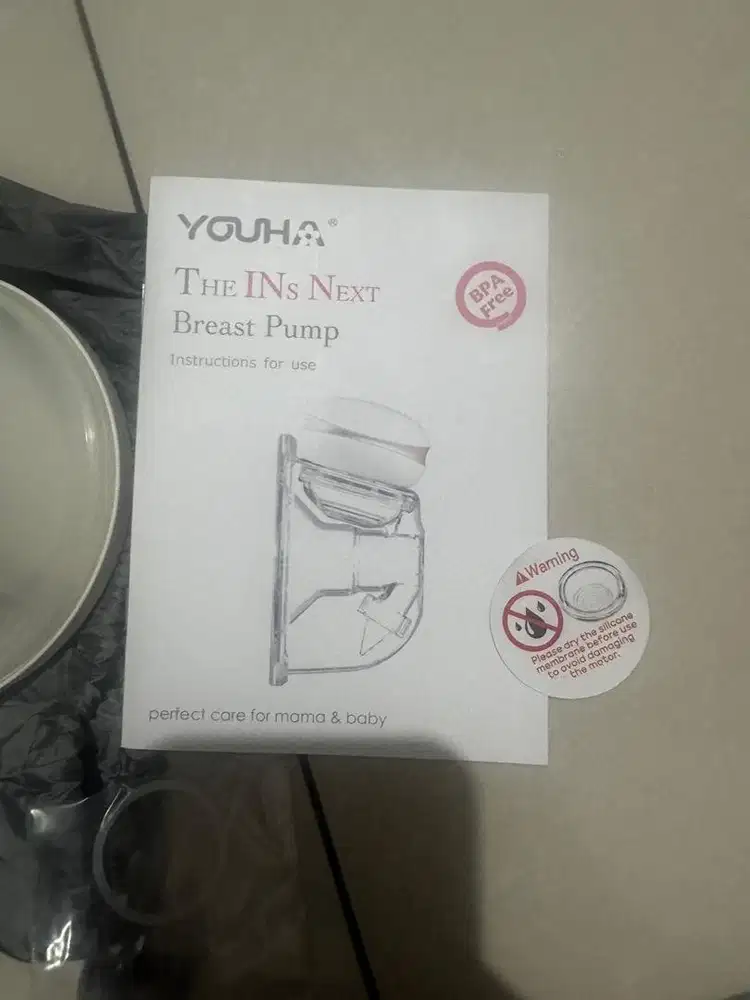 YOUHA®
THE INS NEXT
Breast Pump
Instructions for use
BPA
Free
perfect care for mama & baby
Warning
Please dry the silicone
membrane before use
to avoid damaging
the motor.